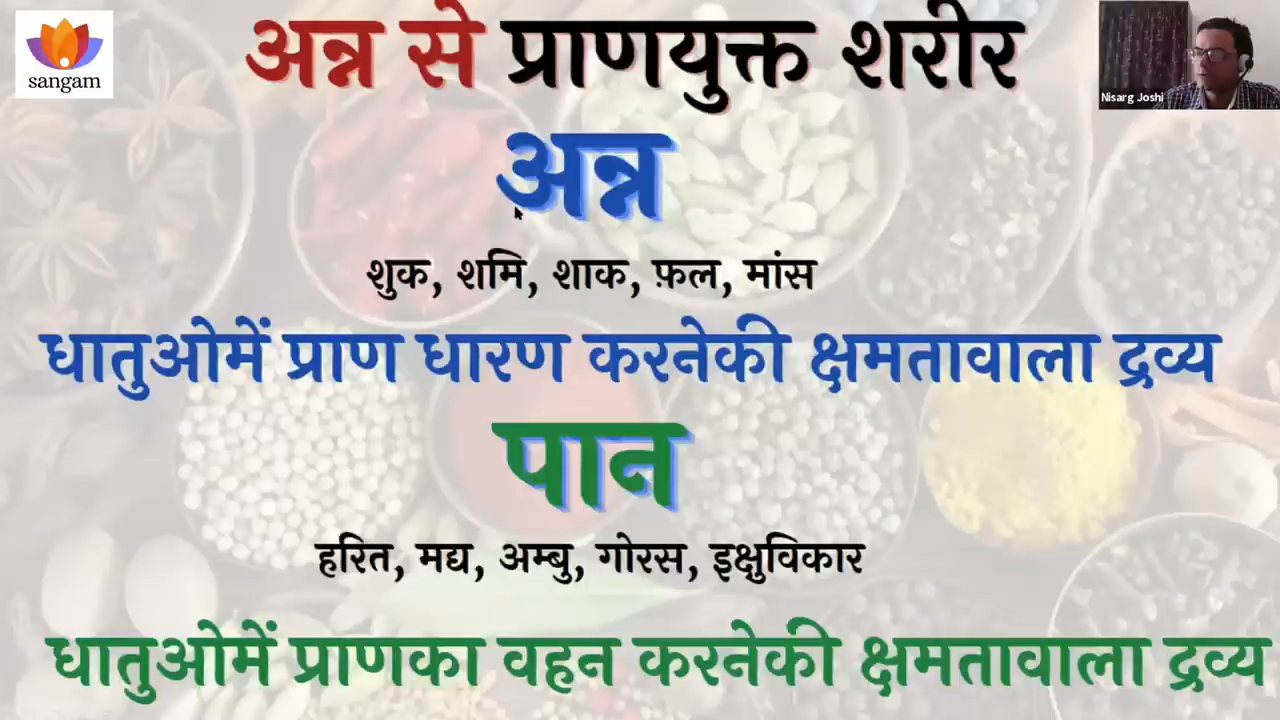 अन्न से प्राणयुक्त शरीर
sangam
Nisarg Joshi
अन्न
शुक, शमि, शाक, फ़ल, मांस
धातुओमें प्राण धारण करनेकी क्षमतावाला द्रव्य
पान
हरित, मद्य, अम्बु, गोरस, इक्षुविकार
धातुओमें प्राणका वहन करनेकी क्षमतावाला द्रव्य